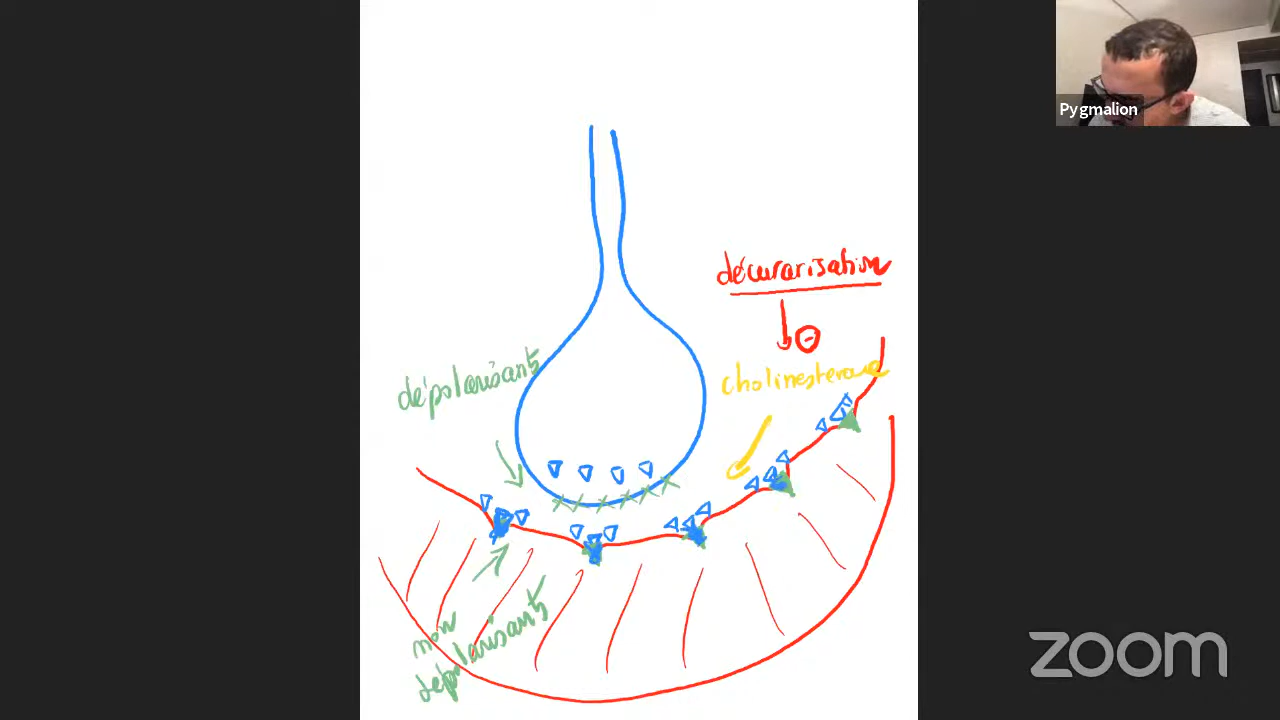 Pygmalion
décurarisation
-
cholinesterase
dépolarisants
non
dépolarisants
zoom